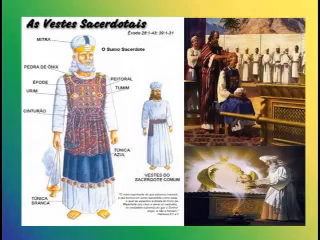 As Vestes Sacerdotais
Êxodo 28:1-43; 30:1-31
MITRA
O Sumo Sacerdote
PEDRA DE ÔNIX
ÉFODE
URIM
PEITORAL
TUMIM
CINTURÃO
TÚNICA
AZUL
VESTES DO
SACERDOTE COMUM
TÚNICA
BRANCA